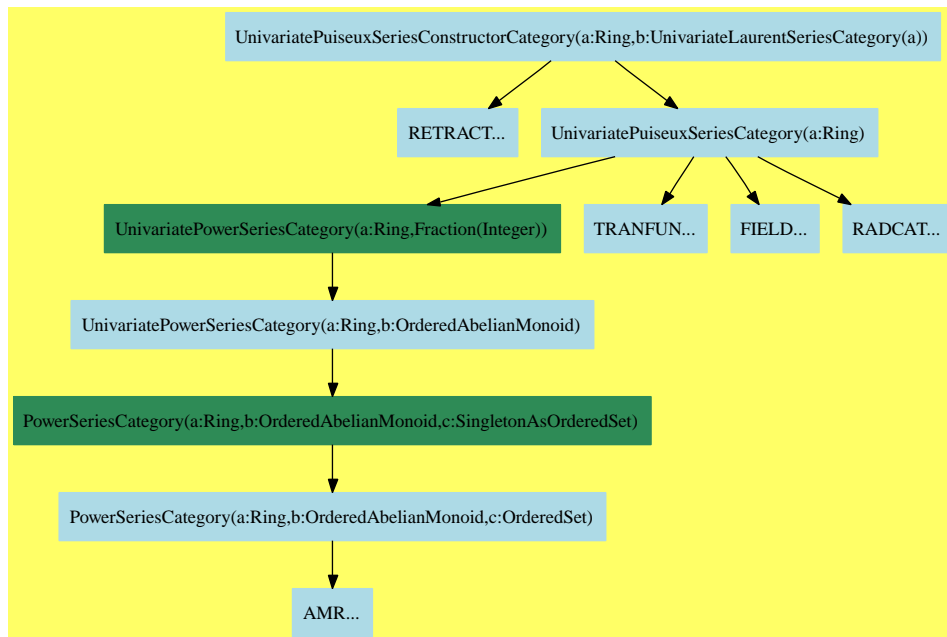 UnivariatePuiseuxSeriesConstructorCategory(a:Ring,b:UnivariateLaurentSeriesCategory(a))
RETRACT...
UnivariatePuiseuxSeriesCategory(a:Ring)
UnivariatePowerSeriesCategory(a:Ring,Fraction(Integer))
TRANFUN...
FIELD...
RADCAT...
UnivariatePowerSeriesCategory(a:Ring,b:OrderedAbelianMonoid)
PowerSeriesCategory(a:Ring,b:OrderedAbelianMonoid,c:SingletonAsOrderedSet)
PowerSeriesCategory(a:Ring,b:OrderedAbelianMonoid,c:OrderedSet)
AMR...